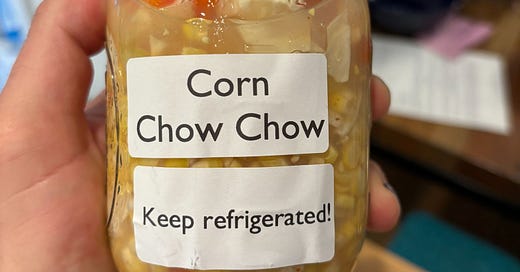 Corn
Chow Chow
Keep refrigerated!